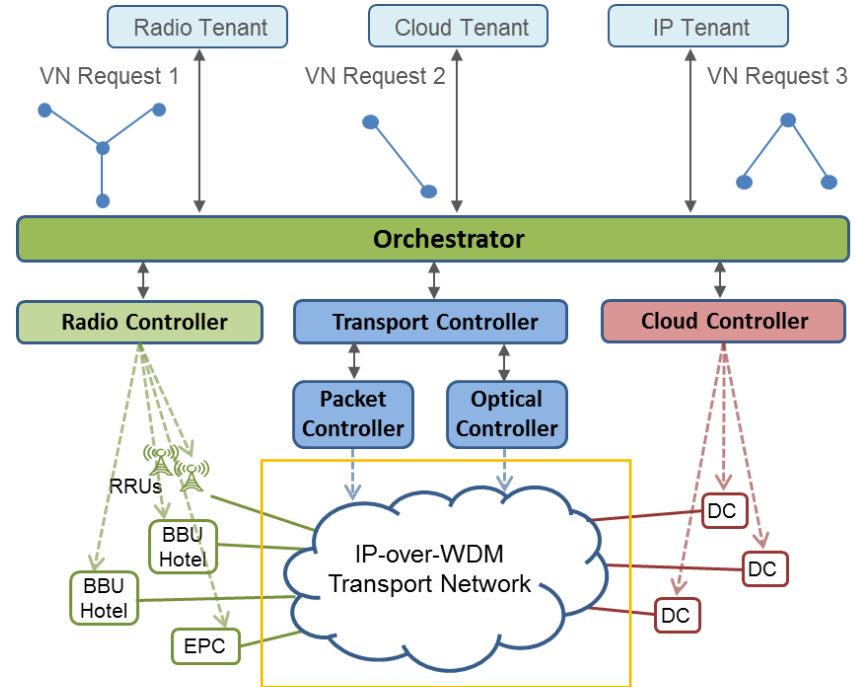 Radio Tenant
Cloud Tenant
IP Tenant
VN Request 1
VN Request 2
VN Request 3
Orchestrator
Radio Controller
Transport Controller
Cloud Controller
Packet
Controller
Optical
Controller
RRUs
BBU
Hotel
BBU
Hotel
EPC
IP-over-WDM
Transport Network
DC
DC
DC